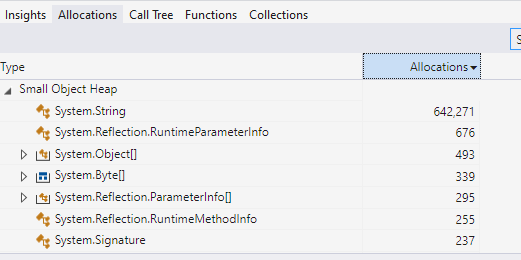 Insights Allocations Call Tree Functions Collections
Type Allocations
Small Object Heap
System.String 642,271
System.Reflection.RuntimeParameterInfo 676
System.Object[] 493
System.Byte[] 339
System.Reflection.ParameterInfo[] 295
System.Reflection.RuntimeMethodInfo 255
System.Signature 237